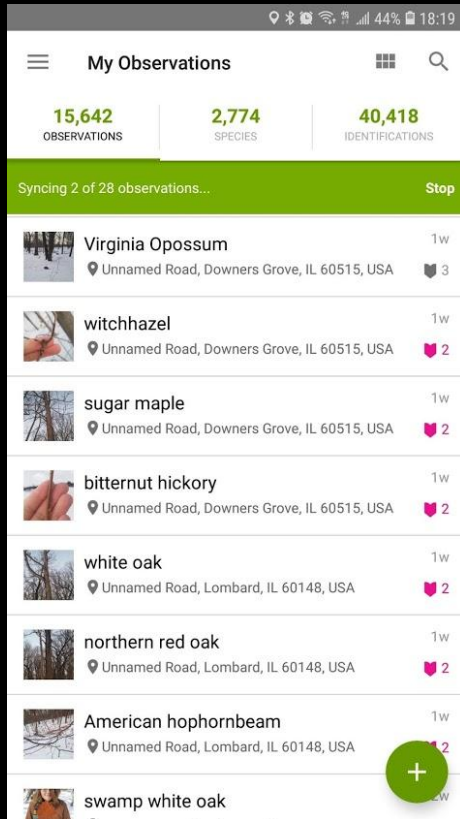 44% 18:19
My Observations
15,642 2,774 40,418
OBSERVATIONS SPECIES IDENTIFICATIONS
Syncing 2 of 28 observations... Stop
Virginia Opossum 1w
Unnamed Road, Downers Grove, IL 60515, USA 3
witchhazel 1w
Unnamed Road, Downers Grove, IL 60515, USA 2
sugar maple 1w
Unnamed Road, Downers Grove, IL 60515, USA 2
bitternut hickory 1w
Unnamed Road, Downers Grove, IL 60515, USA 2
white oak 1w
Unnamed Road, Lombard, IL 60148, USA 2
northern red oak 1w
Unnamed Road, Lombard, IL 60148, USA 2
American hophornbeam 1w
Unnamed Road, Lombard, IL 60148, USA 2
+
swamp white oak